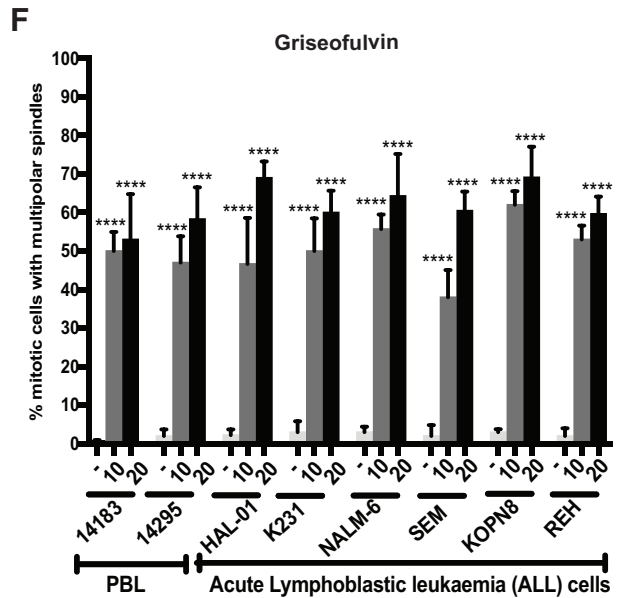 F
Griseofulvin
% mitotic cells with multipolar spindles
100
90
80
70
60
50
40
30
20
10
0
**** **** **** **** **** **** **** **** **** **** **** **** **** **** **** ****
- 10 20 - 10 20 - 10 20 - 10 20 - 10 20 - 10 20 - 10 20 - 10 20
14183 14295 HAL-01 K231 NALM-6 SEM KOPN8 REH
PBL Acute Lymphoblastic leukaemia (ALL) cells